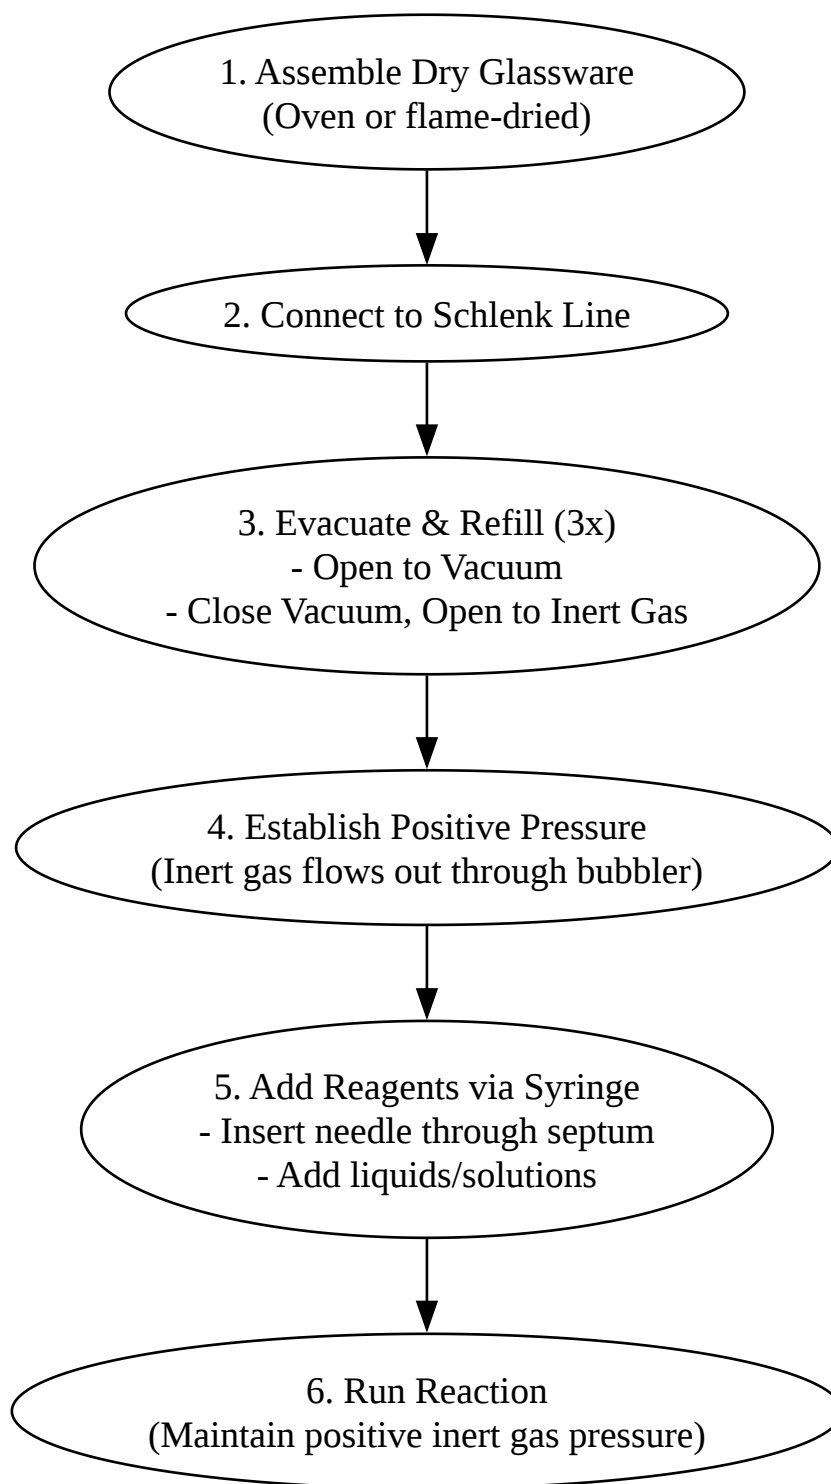 1. Assemble Dry Glassware
(Oven or flame-dried)
2. Connect to Schlenk Line
3. Evacuate & Refill (3x)
- Open to Vacuum
- Close Vacuum, Open to Inert Gas
4. Establish Positive Pressure
(Inert gas flows out through bubbler)
5. Add Reagents via Syringe
- Insert needle through septum
- Add liquids/solutions
6. Run Reaction
(Maintain positive inert gas pressure)